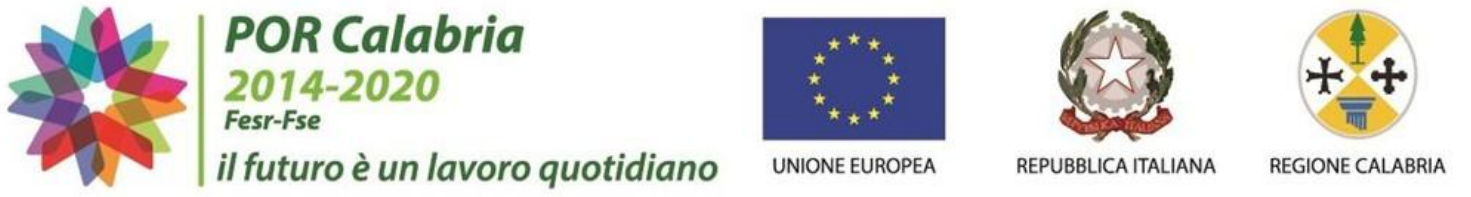 POR Calabria
2014-2020
Fesr-Fse
il futuro è un lavoro quotidiano
UNIONE EUROPEA
REPUBBLICA ITALIANA
REGIONE CALABRIA